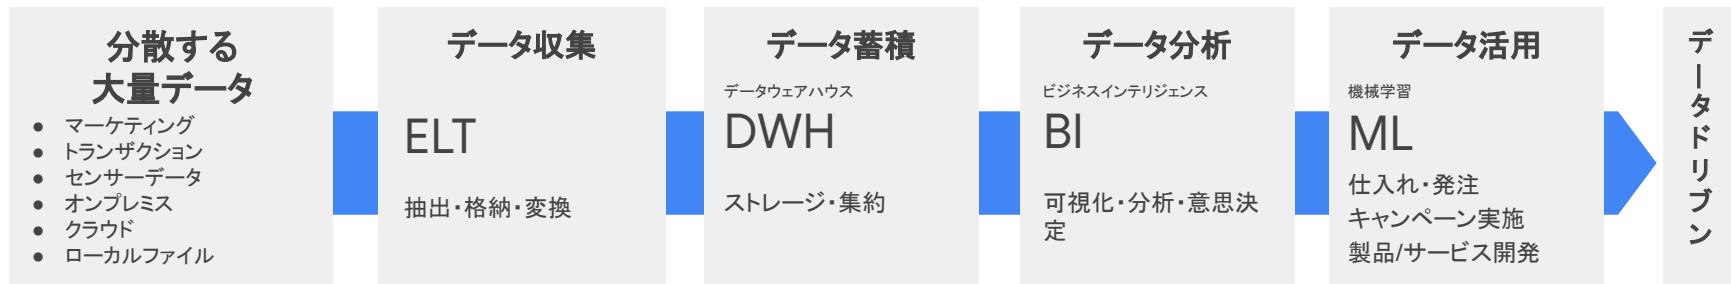 分散する
大量データ
● マーケティング
● トランザクション
● センサーデータ
● オンプレミス
● クラウド
● ローカルファイル
データ収集
ELT
抽出・格納・変換
データ蓄積
データウェアハウス
DWH
ストレージ・集約
データ分析
ビジネスインテリジェンス
BI
可視化・分析・意思決
定
データ活用
機械学習
ML
仕入れ・発注
キャンペーン実施
製品/サービス開発
データドリブン